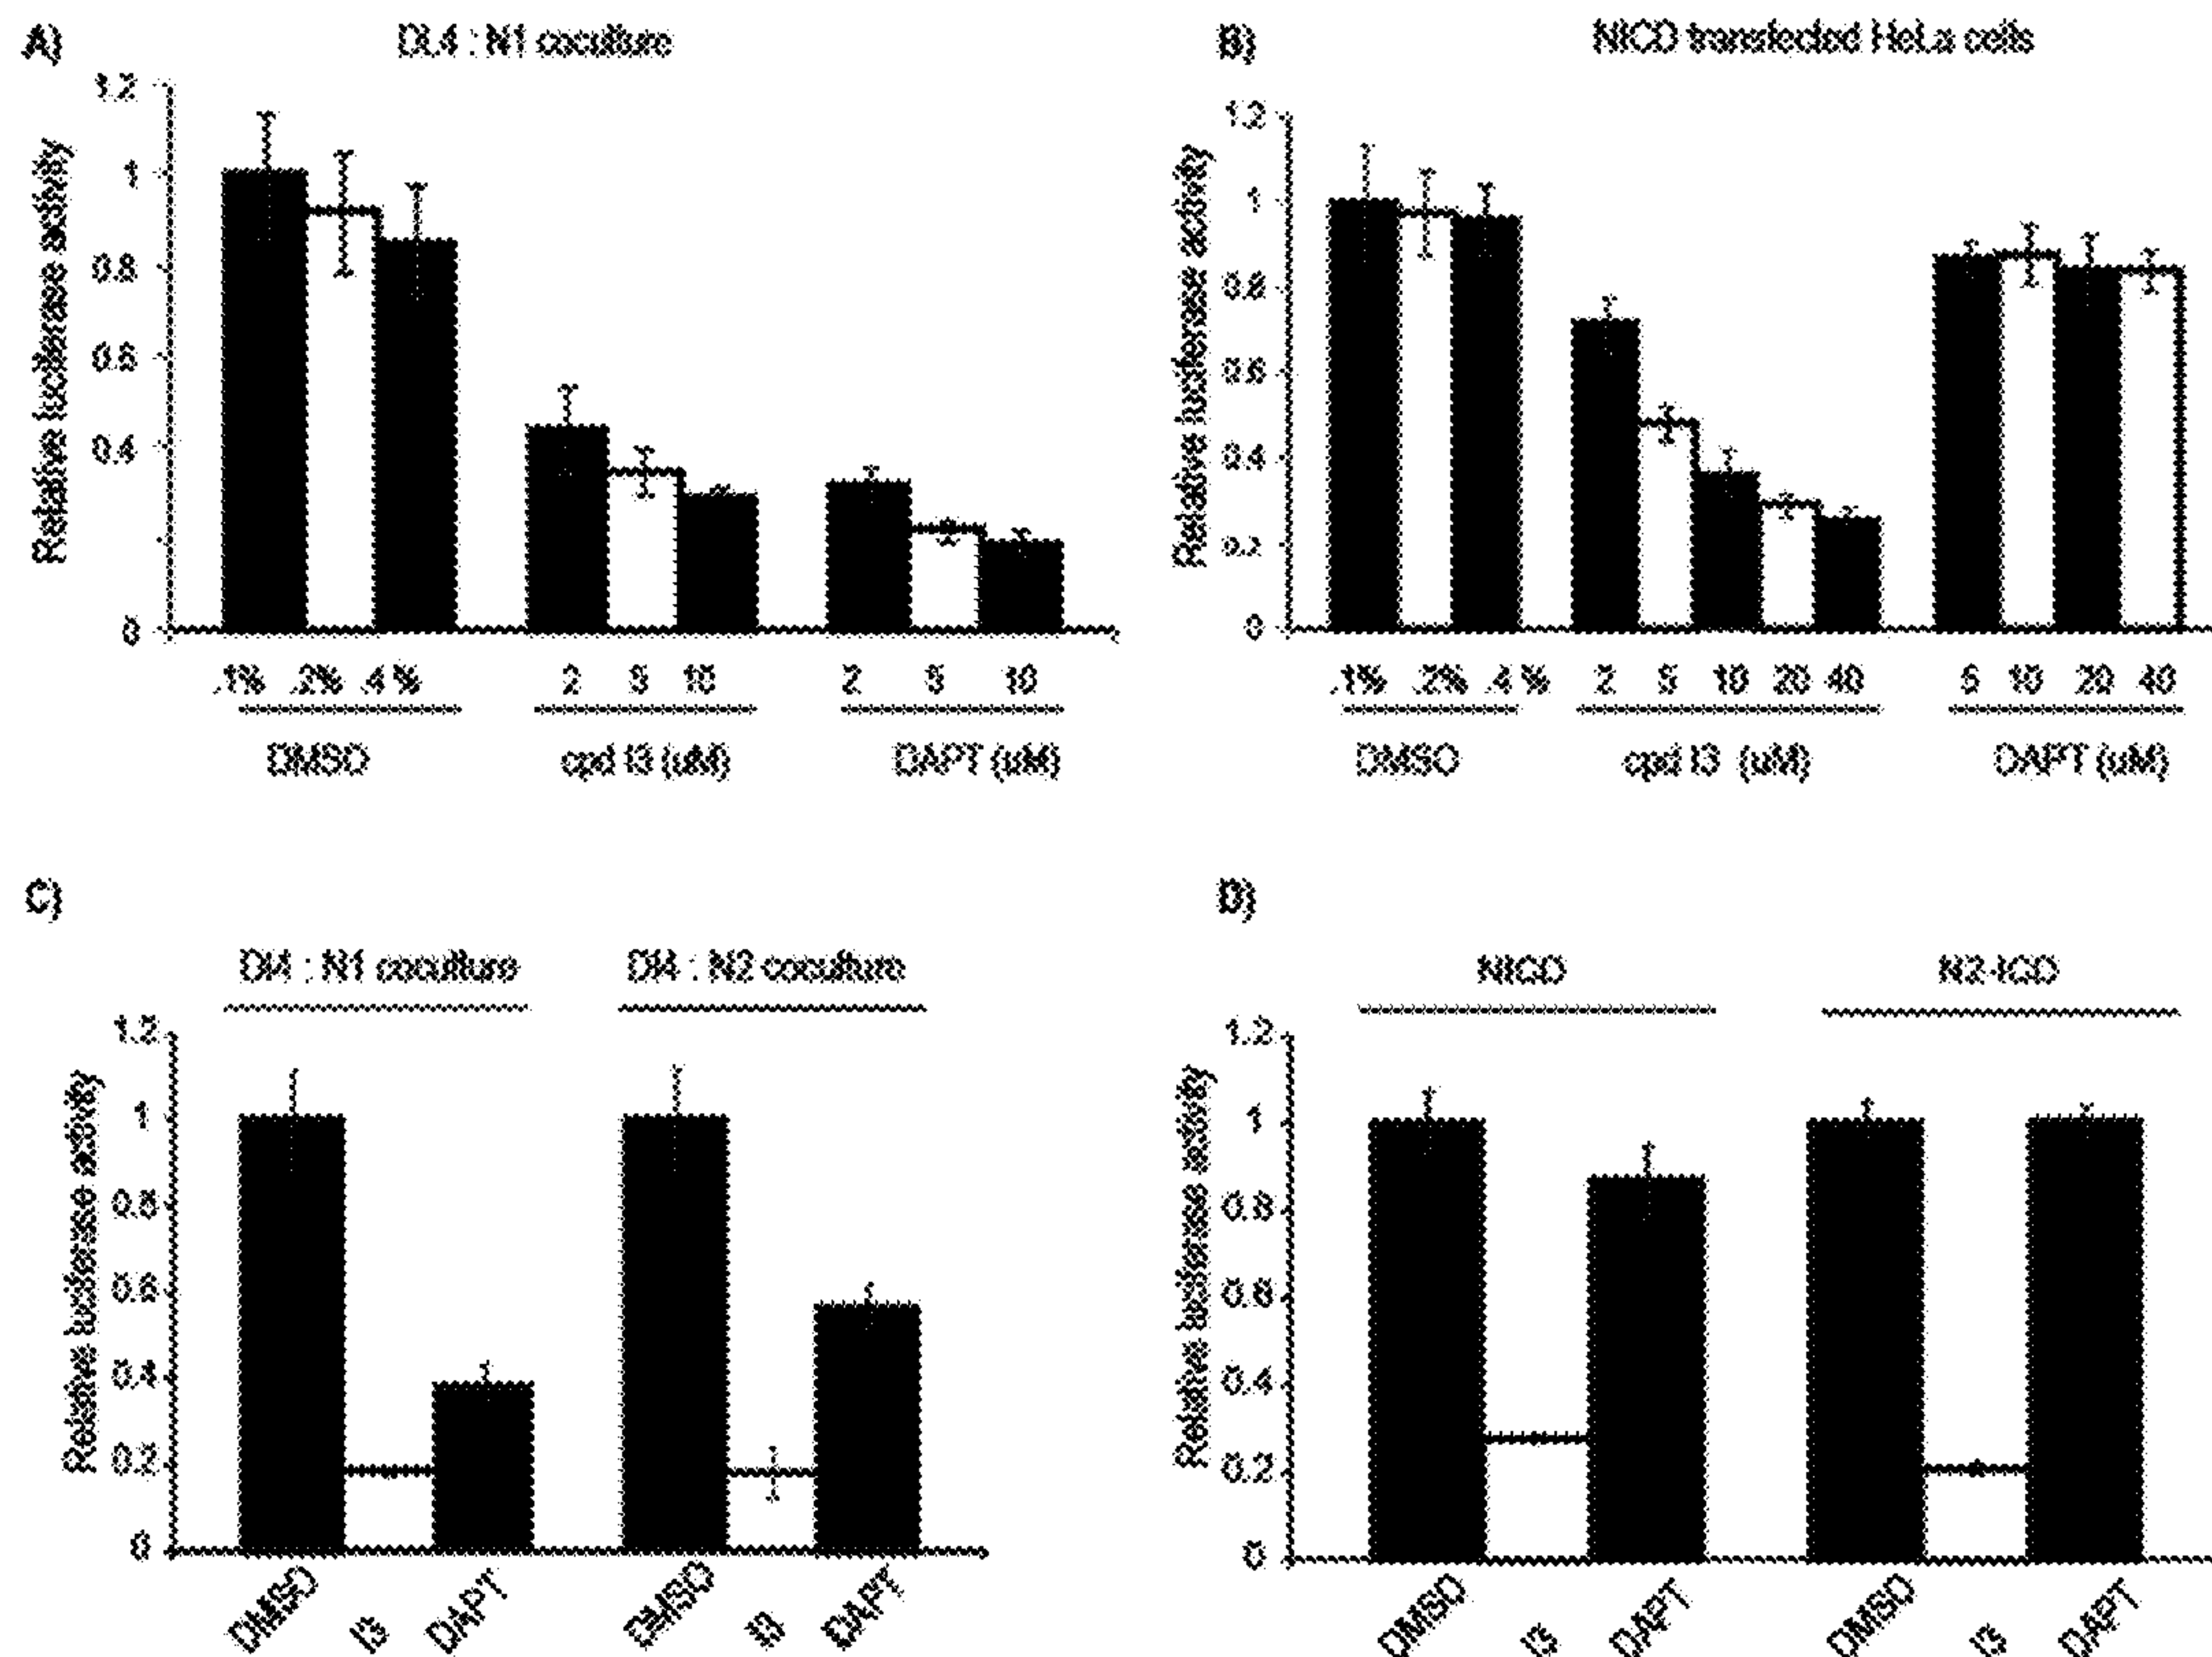 A)
DL4 : N1 coculture
Relative luciferase activity
1.2
1
0.8
0.6
0.4
0
.1% .2% .4 %
2 5 10
2 5 10
DMSO
cpd I3 (uM)
DAPT (uM)
B)
NICD transfected HeLa cells
Relative luciferase activity
1.2
1
0.8
0.6
0.4
0.2
0
.1% .2% .4 %
2 5 10 20 40
5 10 20 40
DMSO
cpd I3 (uM)
DAPT (uM)
C)
Dl4 : N1 coculture
Dl4 : N2 coculture
Relative luciferase activity
1.2
1
0.8
0.6
0.4
0.2
0
DMSO
I3
DAPT
DMSO
I3
DAPT
D)
NICD
N2-ICD
Relative luciferase activity
1.2
1
0.8
0.6
0.4
0.2
0
DMSO
I3
DAPT
DMSO
I3
DAPT